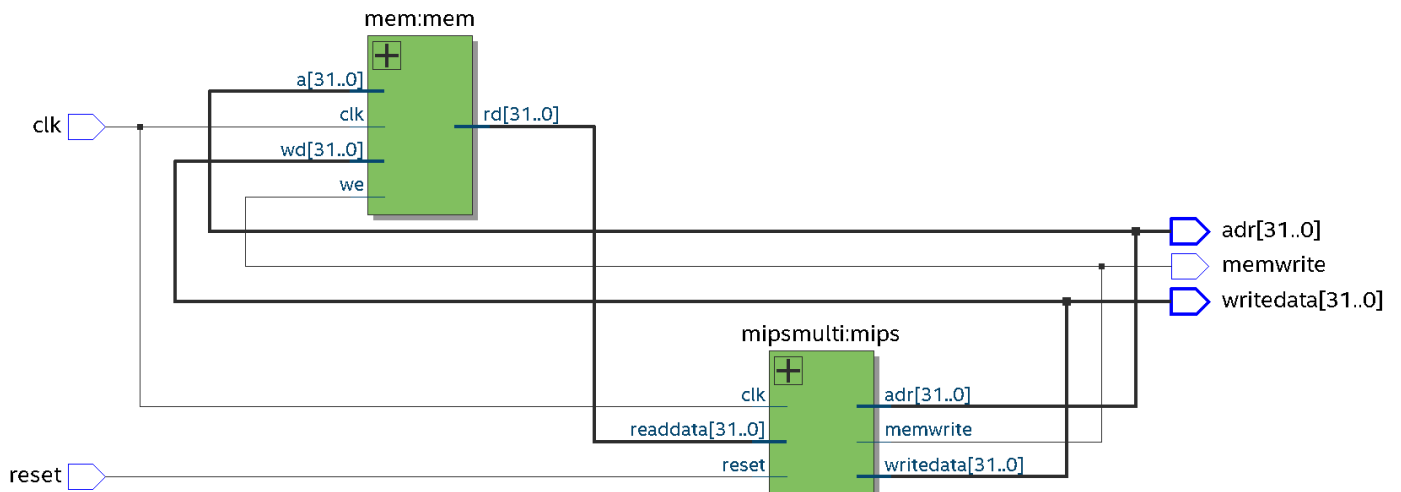 mem:mem
a[31..0]
clk
rd[31..0]
clk
wd[31..0]
we
adr[31..0]
memwrite
writedata[31..0]
mipsmulti:mips
clk
adr[31..0]
readdata[31..0]
memwrite
reset
reset
writedata[31..0]